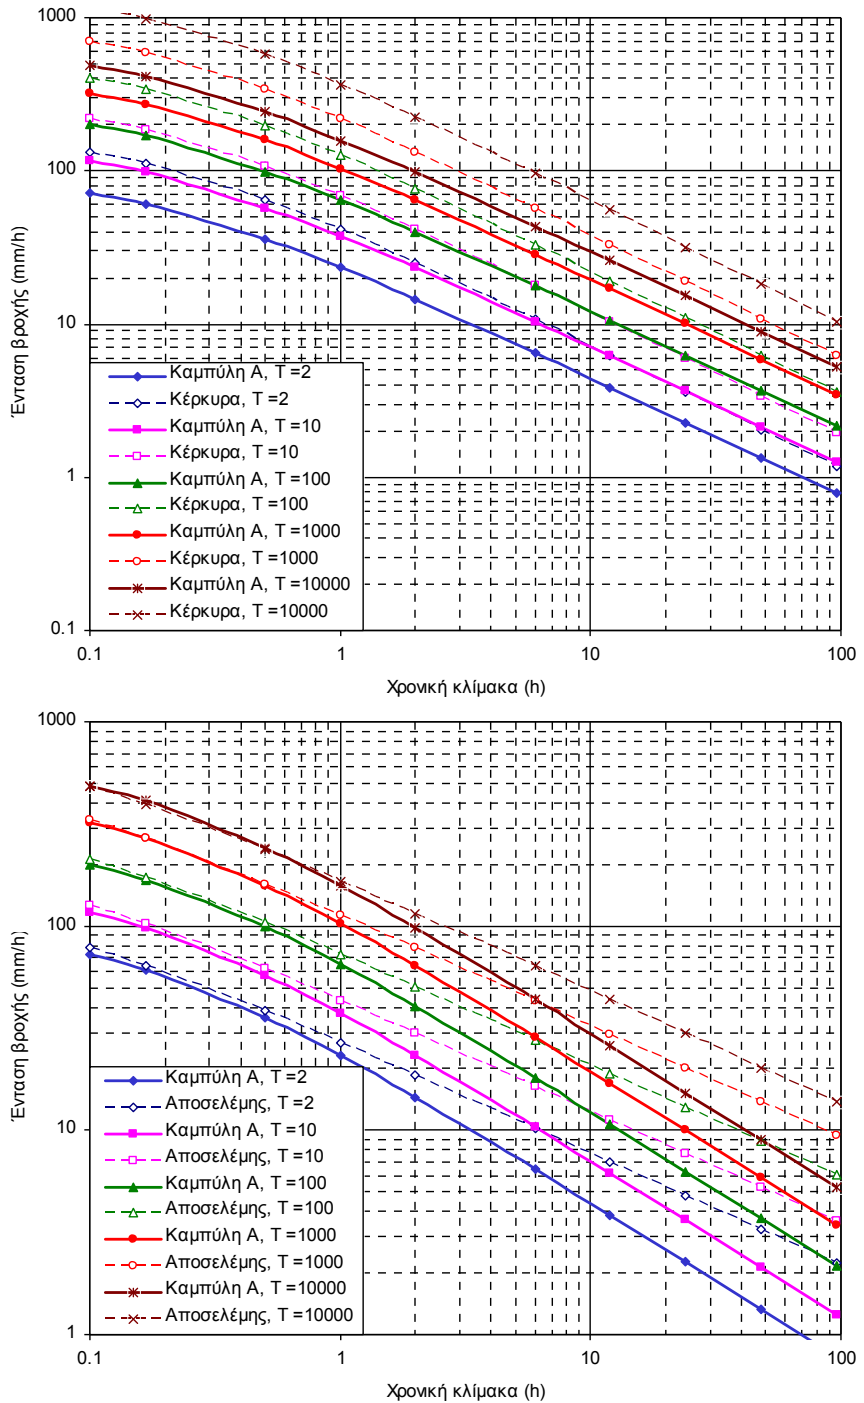 1000
100
10
1
0.1
Ένταση βροχής (mm/h)
Καμπύλη Α, Τ =2
Κέρκυρα, Τ =2
Καμπύλη Α, Τ =10
Κέρκυρα, Τ =10
Καμπύλη Α, Τ =100
Κέρκυρα, Τ =100
Καμπύλη Α, Τ =1000
Κέρκυρα, Τ =1000
Καμπύλη Α, Τ =10000
Κέρκυρα, Τ =10000
0.1 1 10 100
Χρονική κλίμακα (h)
1000
100
10
1
Ένταση βροχής (mm/h)
Καμπύλη Α, Τ =2
Αποσελέμης, Τ =2
Καμπύλη Α, Τ =10
Αποσελέμης, Τ =10
Καμπύλη Α, Τ =100
Αποσελέμης, Τ =100
Καμπύλη Α, Τ =1000
Αποσελέμης, Τ =1000
Καμπύλη Α, Τ =10000
Αποσελέμης, Τ =10000
0.1 1 10 100
Χρονική κλίμακα (h)